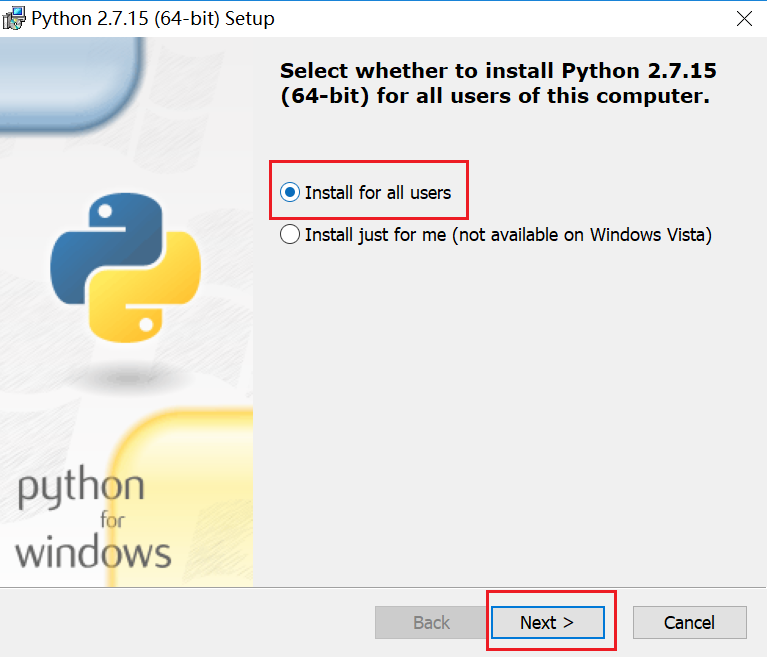 Python 2.7.15 (64-bit) Setup
Select whether to install Python 2.7.15
(64-bit) for all users of this computer.
Install for all users
Install just for me (not available on Windows Vista)
python
for
windows
Back
Next >
Cancel